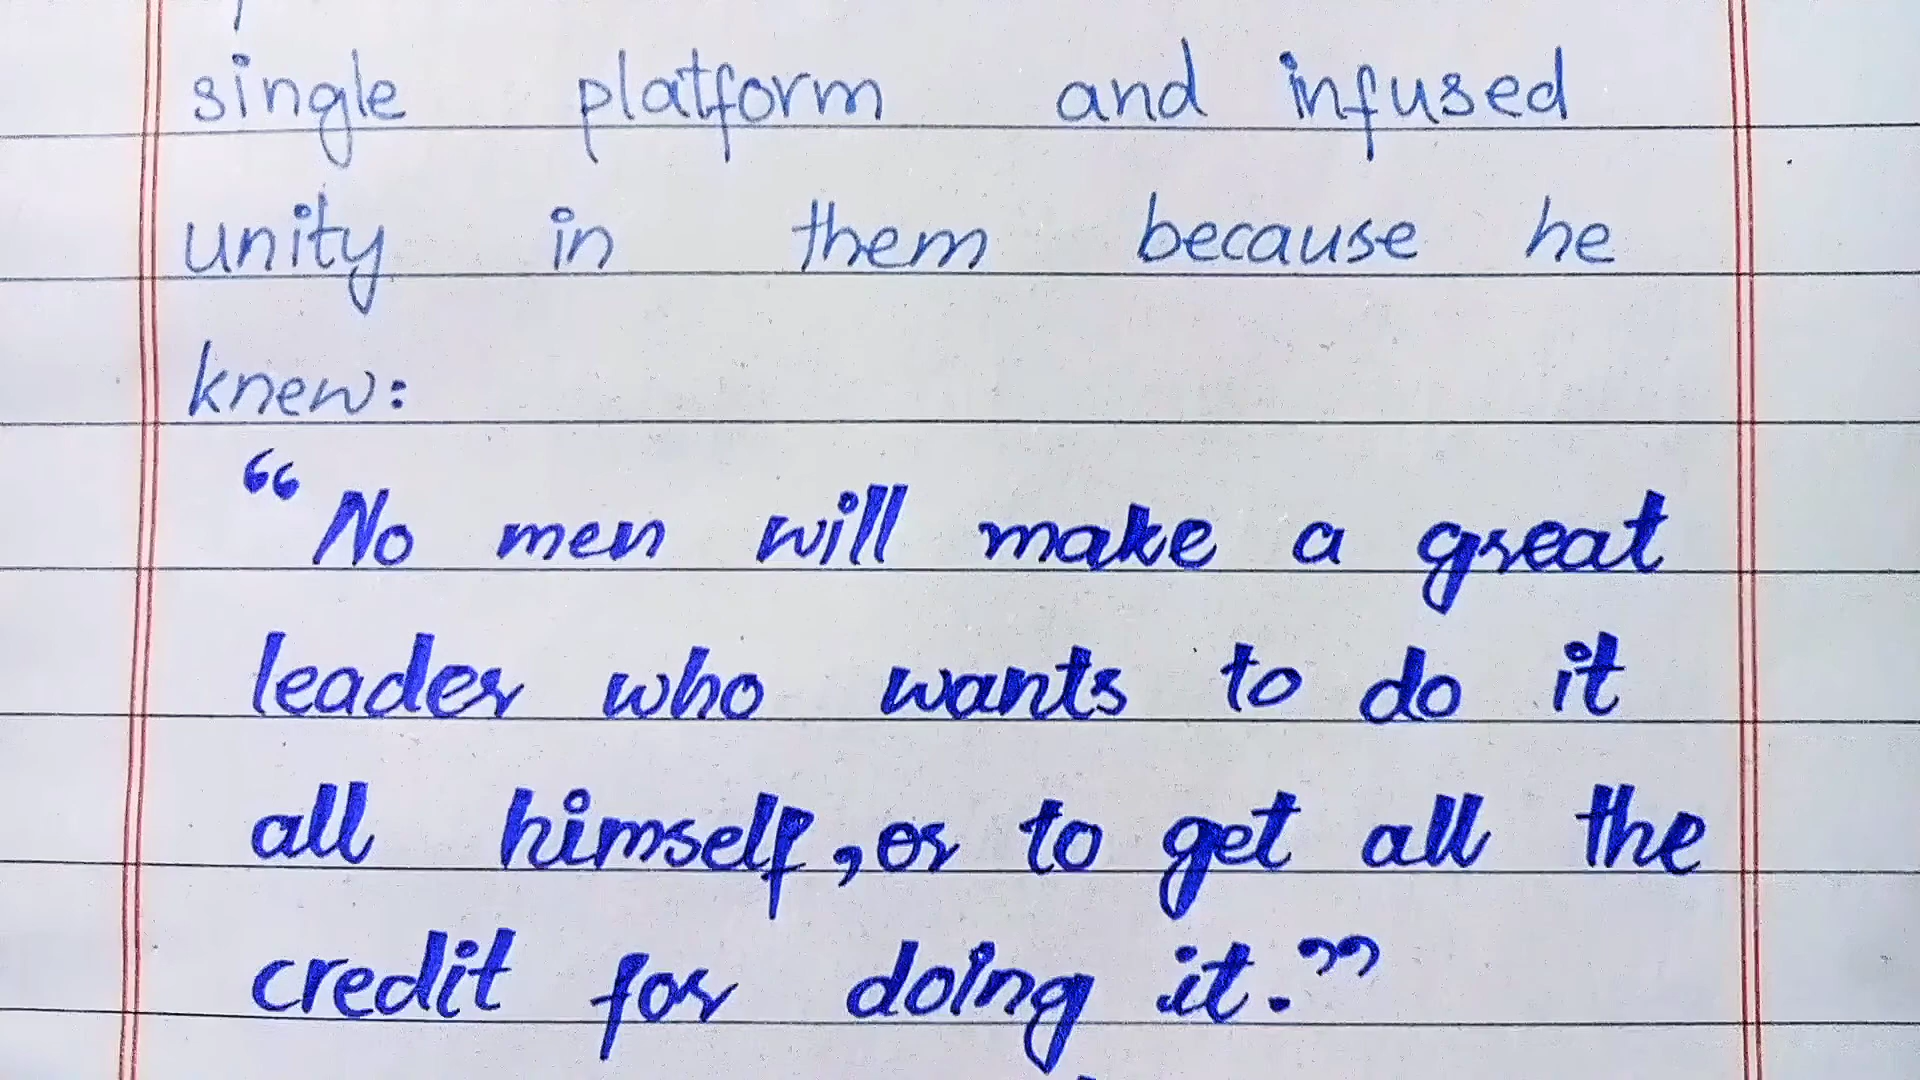 single platform and infused
unity in them because he
knew:
“No men will make a great
leader who wants to do it
all himself, or to get all the
credit for doing it.”